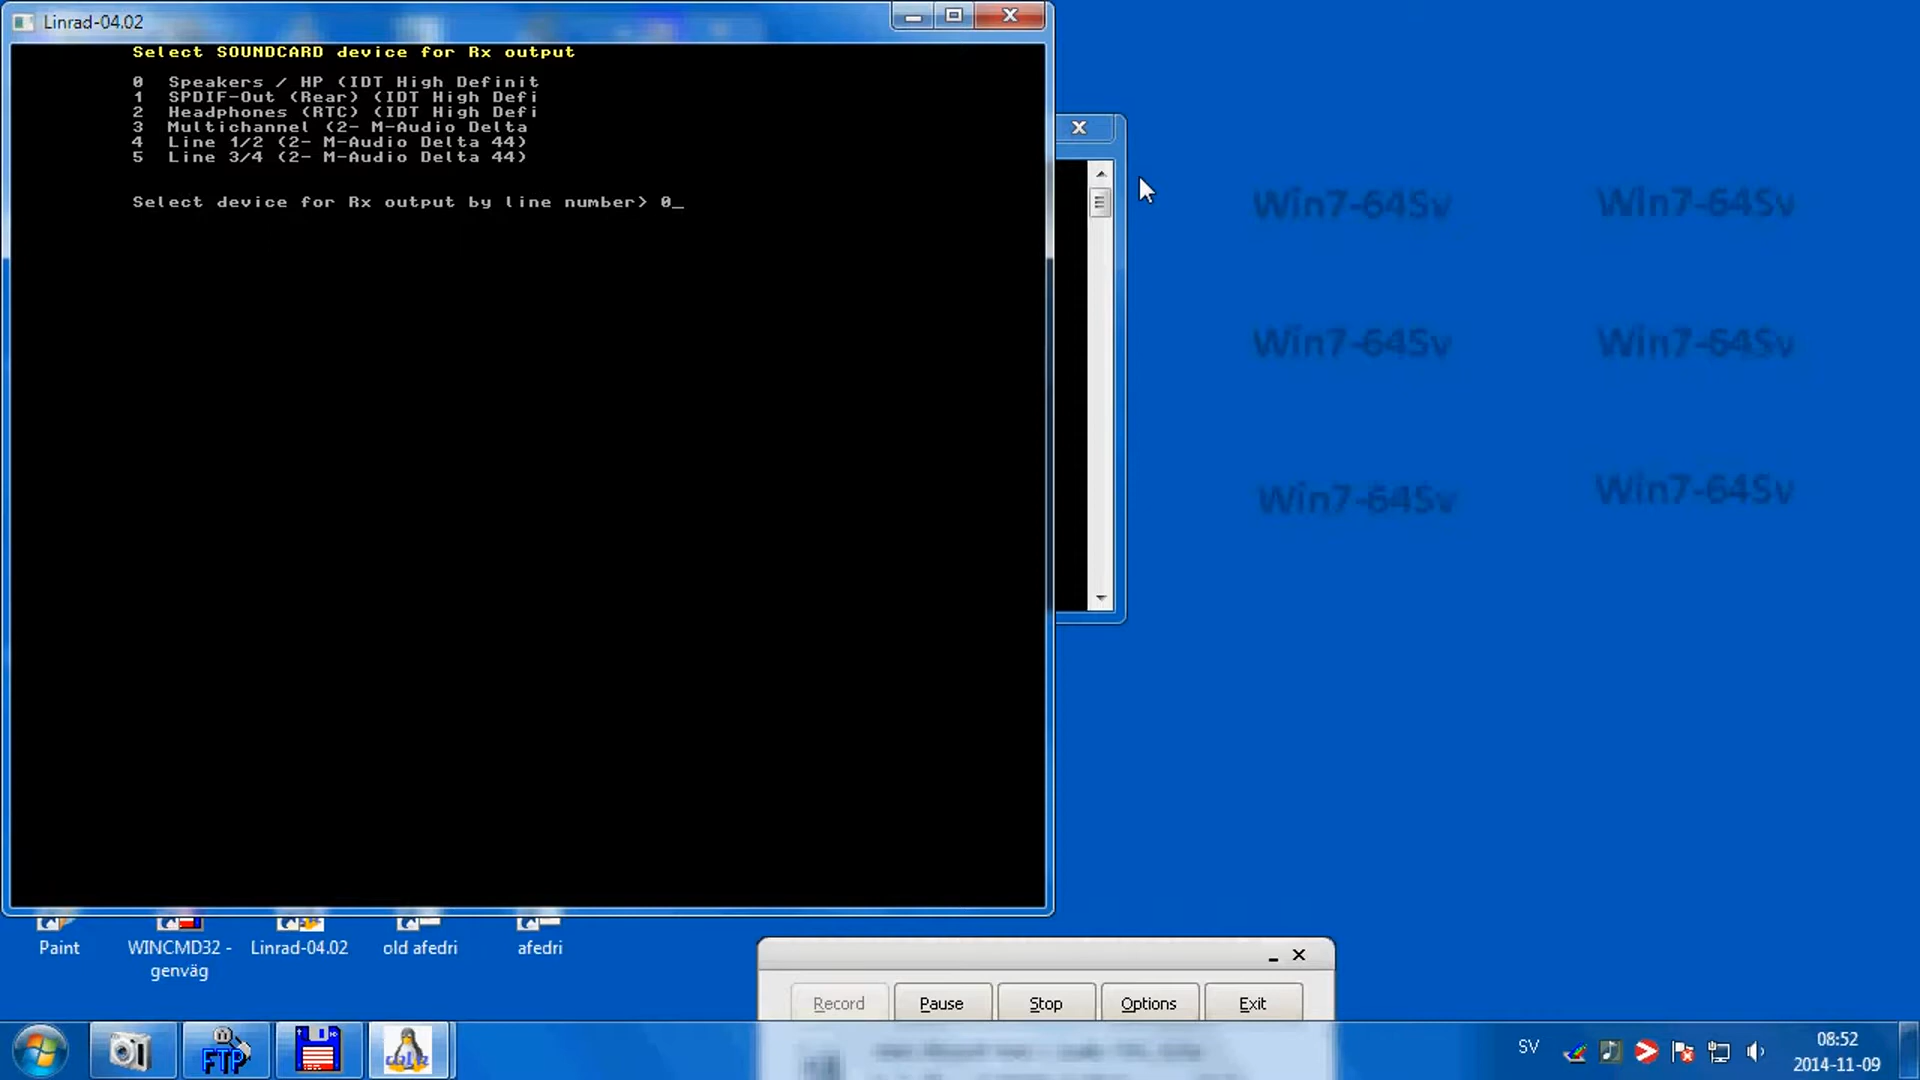 Linrad-04.02
Select SOUNDCARD device for Rx output
0 Speakers / HP (IDT High Definit
1 SPDIF-Out (Rear) (IDT High Defi
2 Headphones (RTC) (IDT High Defi
3 Multichannel (2- M-Audio Delta
4 Line 1/2 (2- M-Audio Delta 44)
5 Line 3/4 (2- M-Audio Delta 44)
Select device for Rx output by line number> 0_
Win7-64Sv Win7-64Sv
Win7-64Sv Win7-64Sv
Win7-64Sv Win7-64Sv
Paint
WINCMD32 -
genväg
Linrad-04.02
old afedri
afedri
Record Pause Stop Options Exit
FTP
SV
08:52
2014-11-09